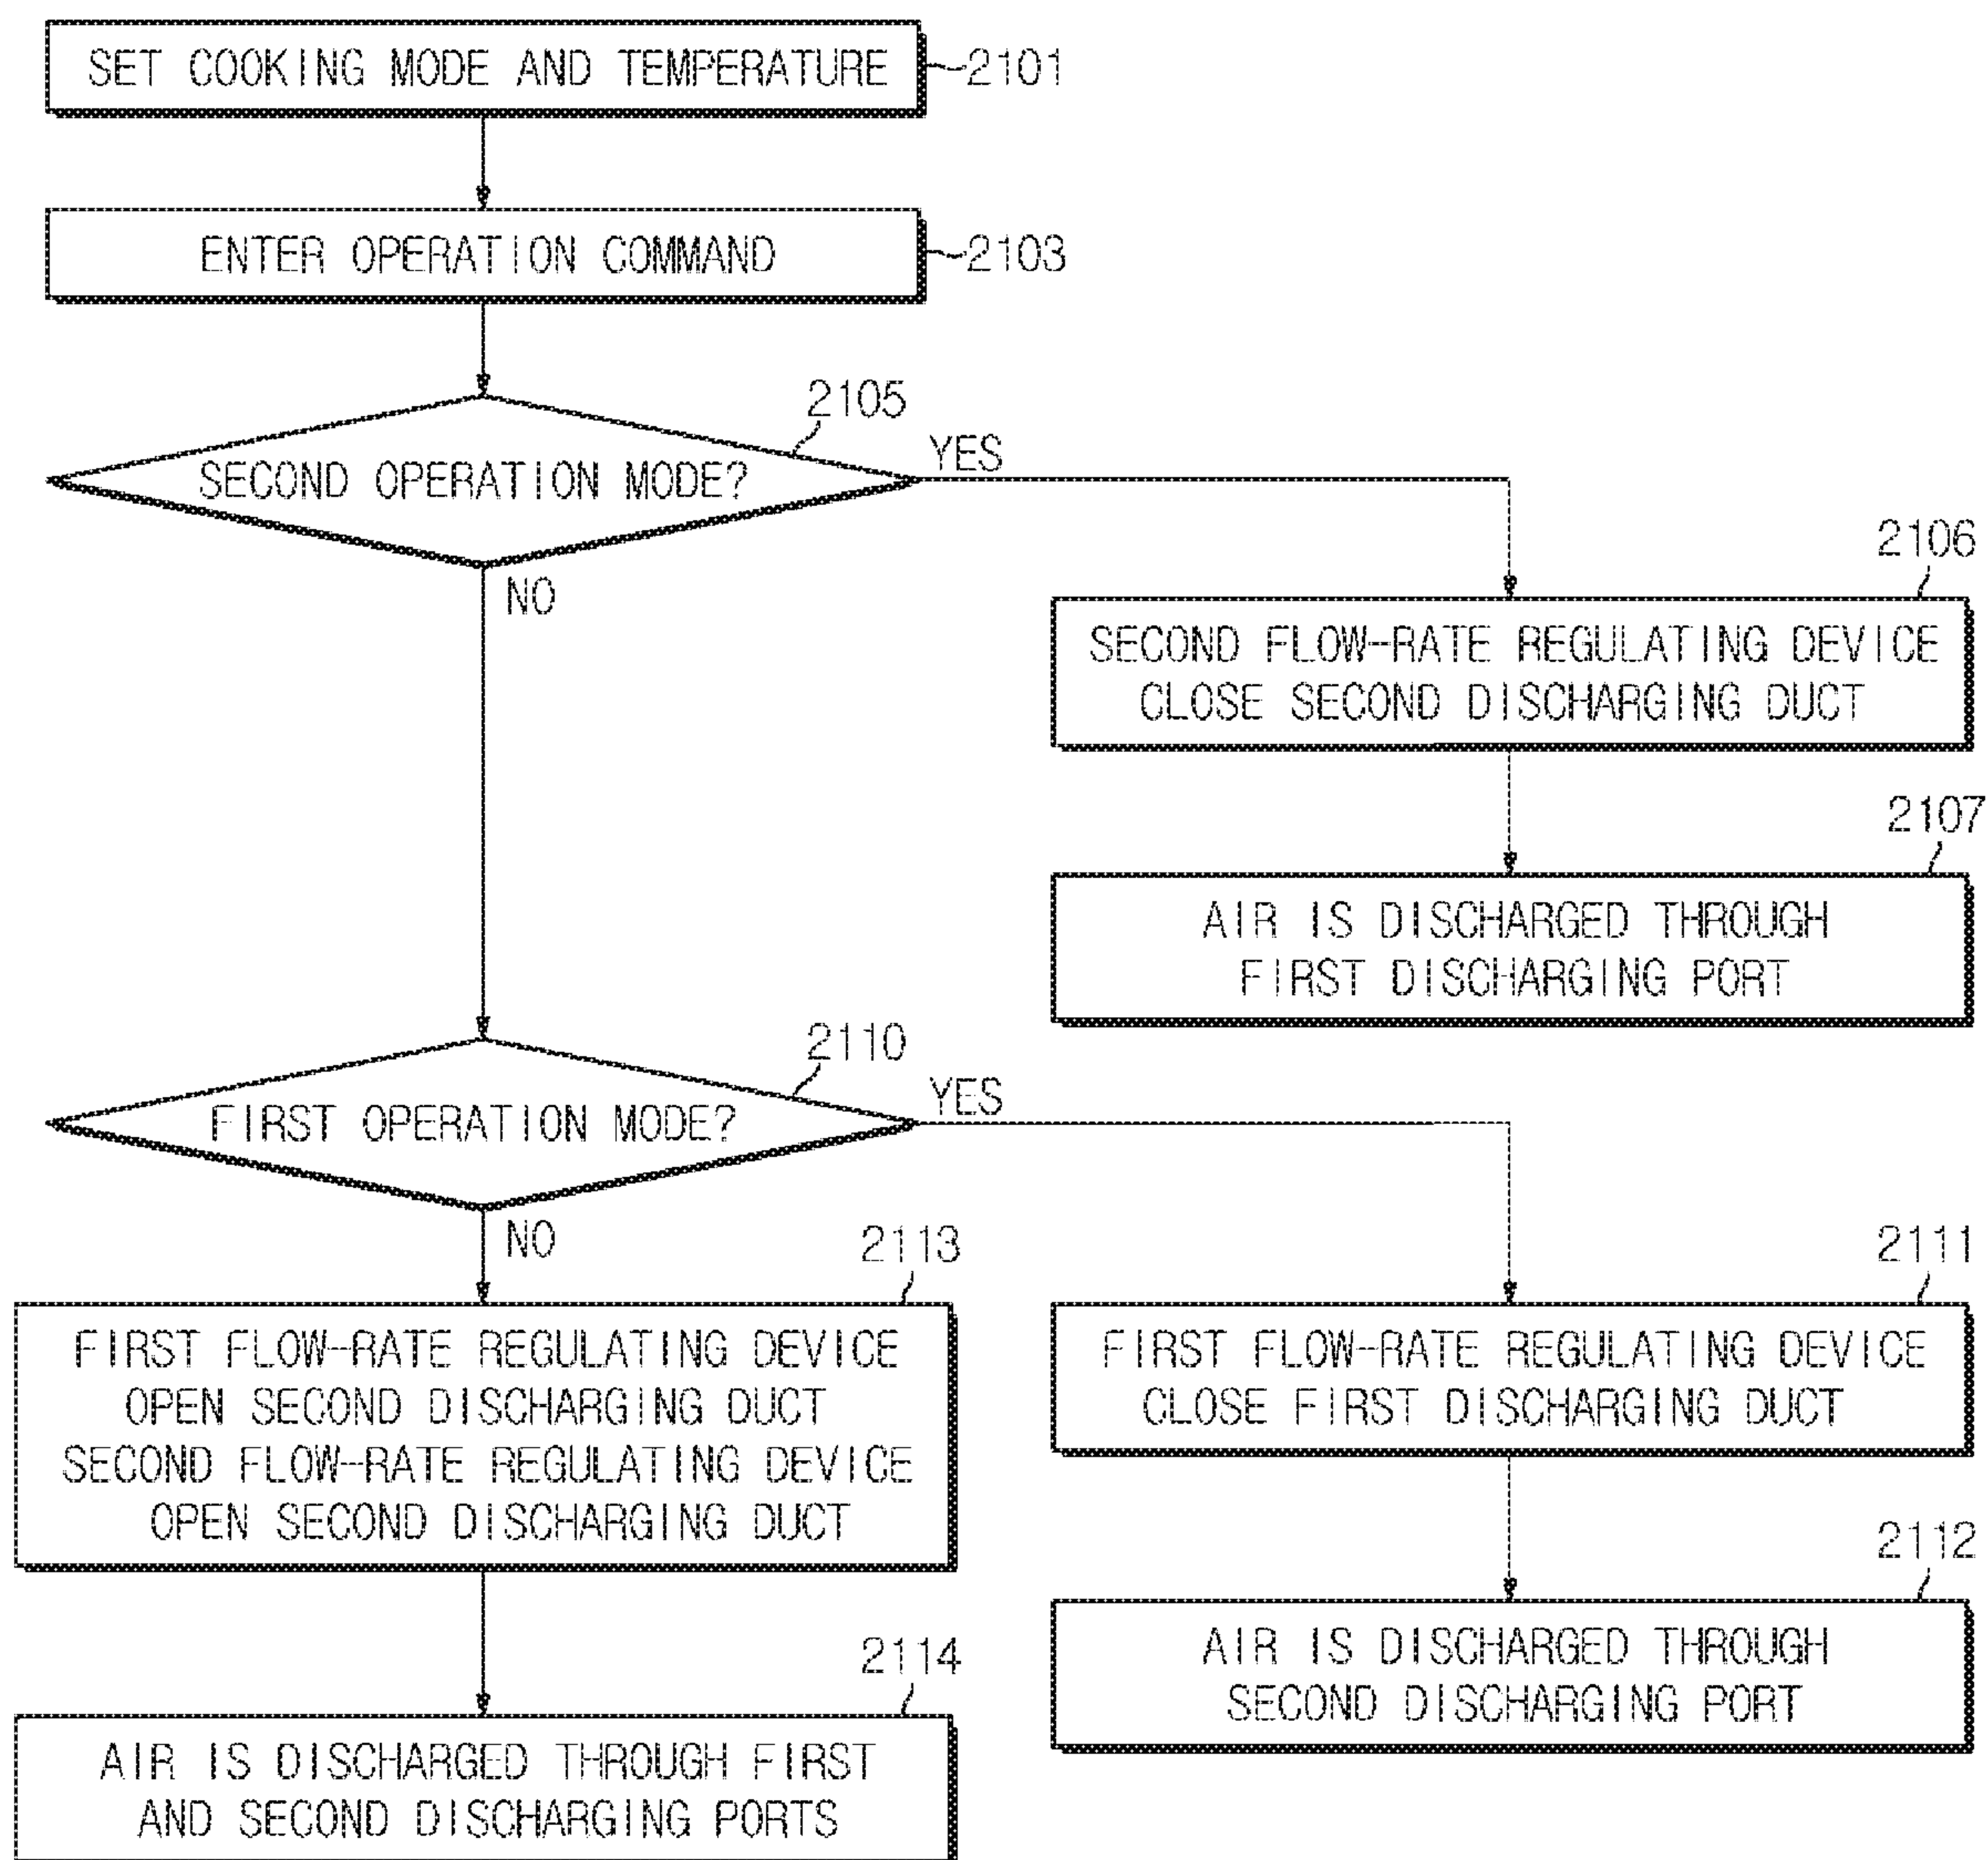 SET COOKING MODE AND TEMPERATURE
2101
ENTER OPERATION COMMAND
2103
2105
SECOND OPERATION MODE?
YES
NO
2106
SECOND FLOW-RATE REGULATING DEVICE
CLOSE SECOND DISCHARGING DUCT
2107
AIR IS DISCHARGED THROUGH
FIRST DISCHARGING PORT
2110
FIRST OPERATION MODE?
YES
NO
2113
FIRST FLOW-RATE REGULATING DEVICE
OPEN SECOND DISCHARGING DUCT
SECOND FLOW-RATE REGULATING DEVICE
OPEN SECOND DISCHARGING DUCT
2111
FIRST FLOW-RATE REGULATING DEVICE
CLOSE FIRST DISCHARGING DUCT
2112
AIR IS DISCHARGED THROUGH
SECOND DISCHARGING PORT
2114
AIR IS DISCHARGED THROUGH FIRST
AND SECOND DISCHARGING PORTS